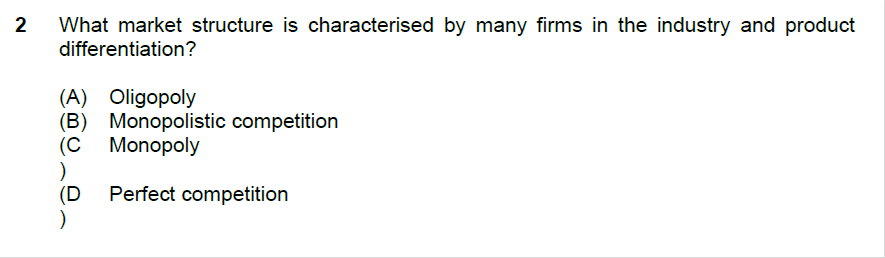 2 What market structure is characterised by many firms in the industry and product
differentiation?
(A) Oligopoly
(B) Monopolistic competition
(C Monopoly
)
(D Perfect competition
)